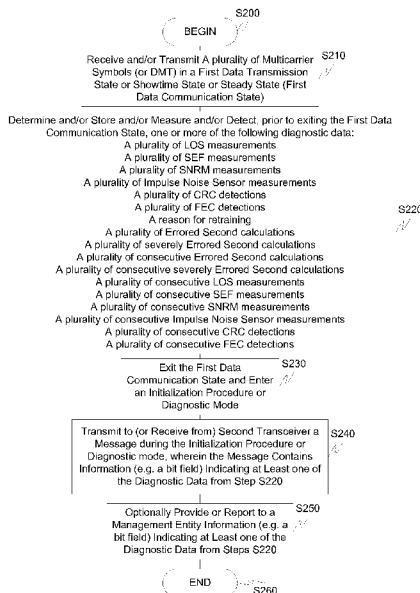 S200
BEGIN
Receive and/or Transmit A plurality of Multicarrier
Symbols (or DMT) in a First Data Transmission
State or Showtime State or Steady State (First
Data Communication State)
S210
Determine and/or Store and/or Measure and/or Detect, prior to exiting the First Data
Communication State, one or more of the following diagnostic data:
A plurality of LOS measurements
A plurality of SEF measurements
A plurality of SNRM measurements
A plurality of Impulse Noise Sensor measurements
A plurality of CRC detections
A plurality of FEC detections
A reason for retraining
A plurality of Errored Second calculations
A plurality of severely Errored Second calculations
A plurality of consecutive Errored Second calculations
A plurality of consecutive severely Errored Second calculations
A plurality of consecutive LOS measurements
A plurality of consecutive SEF measurements
A plurality of consecutive SNRM measurements
A plurality of consecutive Impulse Noise Sensor measurements
A plurality of consecutive CRC detections
A plurality of consecutive FEC detections
S220
Exit the First Data
Communication State and Enter
an Initialization Procedure or
Diagnostic Mode
S230
Transmit to (or Receive from) Second Transceiver a
Message during the Initialization Procedure or
Diagnostic mode, wherein the Message Contains
Information (e.g. a bit field) Indicating at Least one of
the Diagnostic Data from Step S220
S240
Optionally Provide or Report to a
Management Entity Information (e.g. a
bit field) Indicating at Least one of the
Diagnostic Data from Steps S220
S250
END
S260